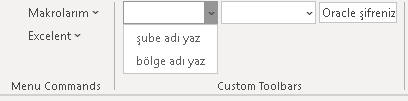 Makrolarım
Excelent
Menu Commands
şube adı yaz
bölge adı yaz
Oracle şifreniz
Custom Toolbars